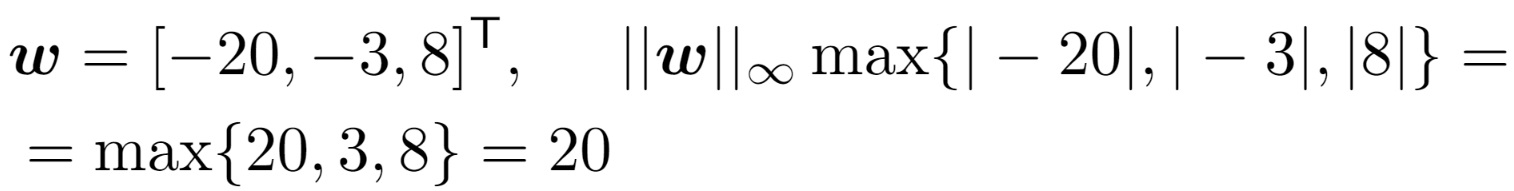 w = [−20, −3, 8]ᵀ, ||w||∞ max{| − 20|, | − 3|, |8|} =
= max{20, 3, 8} = 20